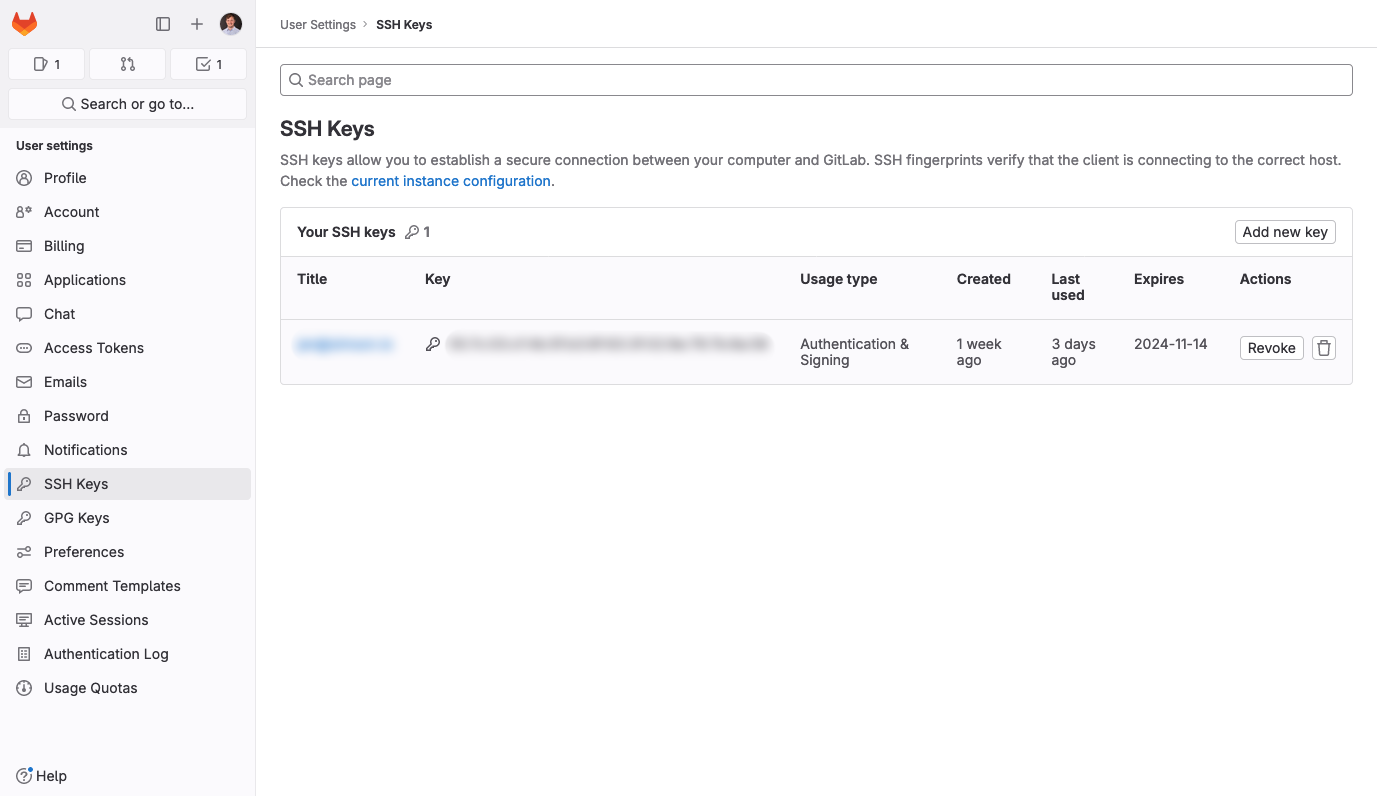 User Settings › SSH Keys
1
1
Search or go to...
User settings
Profile
Account
Billing
Applications
Chat
Access Tokens
Emails
Password
Notifications
SSH Keys
GPG Keys
Preferences
Comment Templates
Active Sessions
Authentication Log
Usage Quotas
Help
Search page
SSH Keys
SSH keys allow you to establish a secure connection between your computer and GitLab. SSH fingerprints verify that the client is connecting to the correct host.
Check the current instance configuration.
Your SSH keys 1
Add new key
Title Key Usage type Created Last used Expires Actions
Authentication & Signing
1 week ago
3 days ago
2024-11-14
Revoke